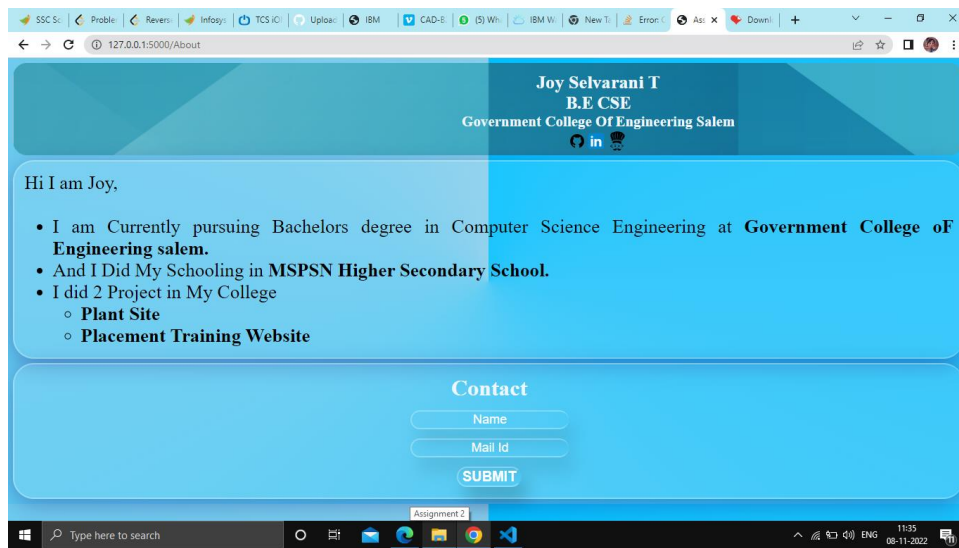 SSC Sc
Proble
Revers
Infosys
TCS iO
Uploac
IBM
CAD-B
(5) Wh
IBM W
New Ta
Error
As:
Downl
127.0.0.1:5000/About
Joy Selvarani T
B.E CSE
Government College Of Engineering Salem
in
Hi I am Joy,
• I am Currently pursuing Bachelors degree in Computer Science Engineering at Government College oF
Engineering salem.
• And I Did My Schooling in MSPSN Higher Secondary School.
• I did 2 Project in My College
◦ Plant Site
◦ Placement Training Website
Contact
Name
Mail Id
SUBMIT
Assignment 2
Type here to search
ENG
11:35
08-11-2022
11